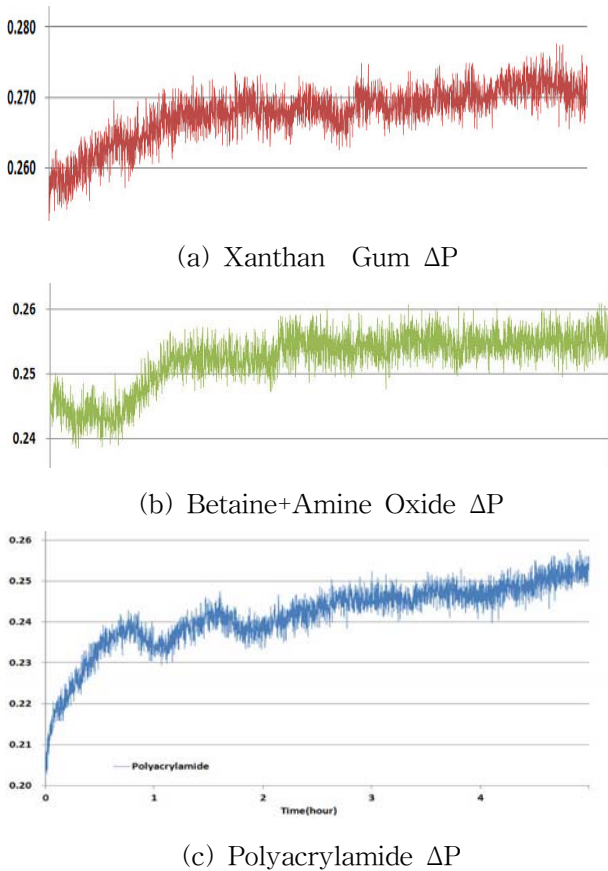 0.280
0.270
0.260
(a) Xanthan Gum ΔP
0.26
0.25
0.24
(b) Betaine+Amine Oxide ΔP
0.26
0.25
0.24
0.23
0.22
0.21
0.20
Polyacrylamide
0 1 2 3 4
Time(hour)
(c) Polyacrylamide ΔP